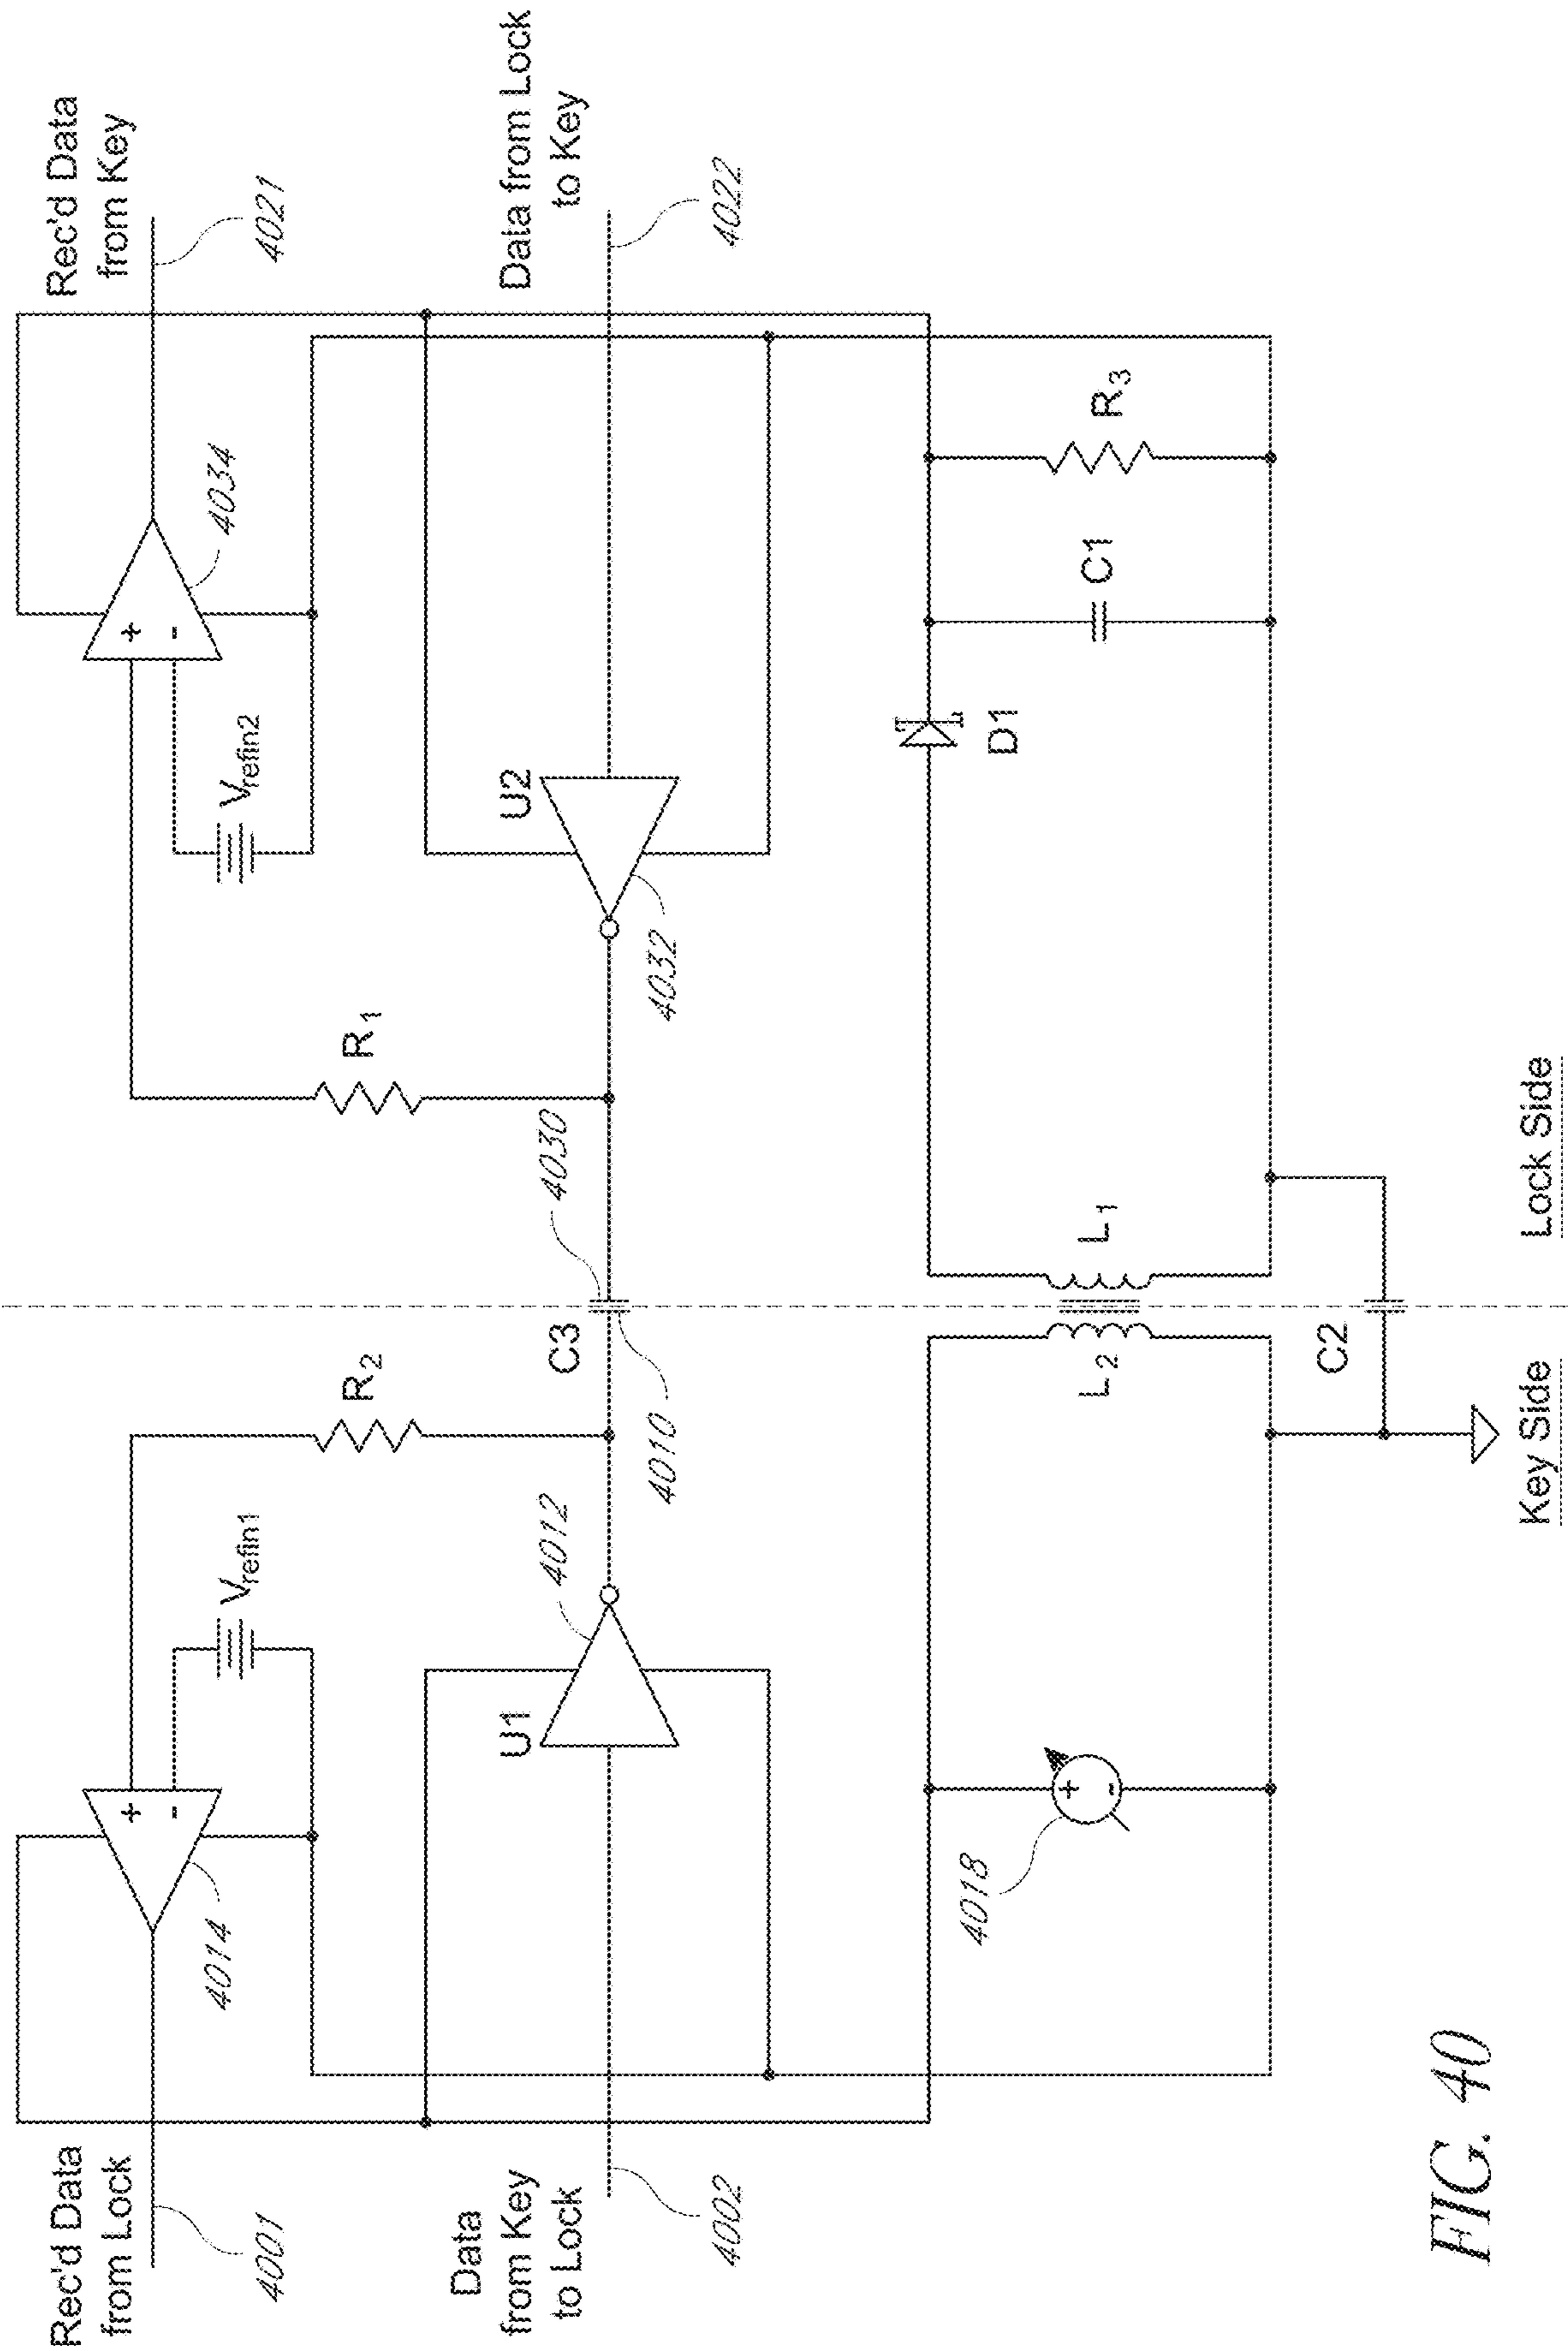 Rec'd Data
from Lock
4001
4014
+
-
Vrefin1
R2
R1
Vrefin2
+
-
4034
Rec'd Data
from Key
4021
Data
from Key
to Lock
4002
U1
4012
4010
C3
4030
4032
U2
Data from Lock
to Key
4022
4018
+
-
L2
L1
D1
C1
R3
C2
Key Side
Lock Side
FIG. 40